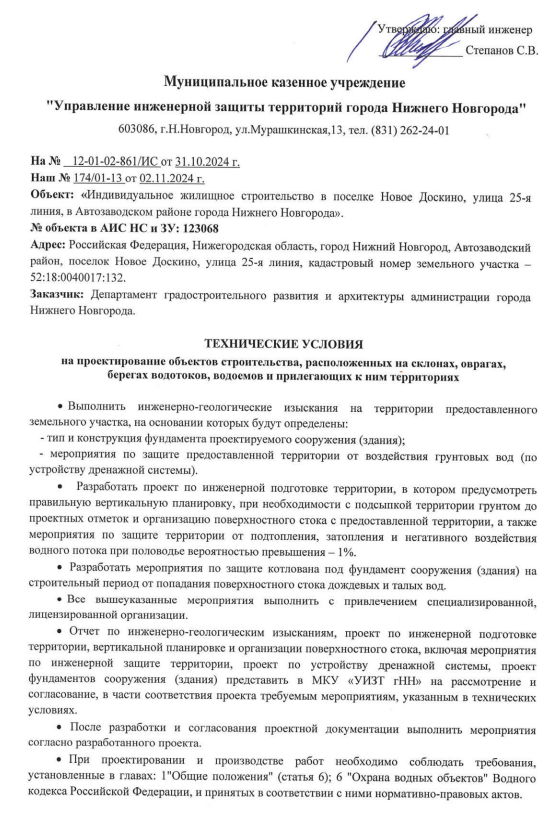 Утверждаю: главный инженер
Степанов С.В.
Муниципальное казенное учреждение
"Управление инженерной защиты территорий города Нижнего Новгорода"
603086, г.Н.Новгород, ул.Мурашкинская,13, тел. (831) 262-24-01
На № 12-01-02-861/ИС от 31.10.2024 г.
Наш № 174/01-13 от 02.11.2024 г.
Объект: «Индивидуальное жилищное строительство в поселке Новое Доскино, улица 25-я
линия, в Автозаводском районе города Нижнего Новгорода».
№ объекта в АИС НС и ЗУ: 123068
Адрес: Российская Федерация, Нижегородская область, город Нижний Новгород, Автозаводский
район, поселок Новое Доскино, улица 25-я линия, кадастровый номер земельного участка –
52:18:0040017:132.
Заказчик: Департамент градостроительного развития и архитектуры администрации города
Нижнего Новгорода.
ТЕХНИЧЕСКИЕ УСЛОВИЯ
на проектирование объектов строительства, расположенных на склонах, оврагах,
берегах водотоков, водоемов и прилегающих к ним территориях
• Выполнить инженерно-геологические изыскания на территории предоставленного
земельного участка, на основании которых будут определены:
- тип и конструкция фундамента проектируемого сооружения (здания);
- мероприятия по защите предоставленной территории от воздействия грунтовых вод (по
устройству дренажной системы).
• Разработать проект по инженерной подготовке территории, в котором предусмотреть
правильную вертикальную планировку, при необходимости с подсыпкой территории грунтом до
проектных отметок и организацию поверхностного стока с предоставленной территории, а также
мероприятия по защите территории от подтопления, затопления и негативного воздействия
водного потока при половодье вероятностью превышения – 1%.
• Разработать мероприятия по защите котлована под фундамент сооружения (здания) на
строительный период от попадания поверхностного стока дождевых и талых вод.
• Все вышеуказанные мероприятия выполнить с привлечением специализированной,
лицензированной организации.
• Отчет по инженерно-геологическим изысканиям, проект по инженерной подготовке
территории, вертикальной планировке и организации поверхностного стока, включая мероприятия
по инженерной защите территории, проект по устройству дренажной системы, проект
фундаментов сооружения (здания) представить в МКУ «УИЗТ гНН» на рассмотрение и
согласование, в части соответствия проекта требуемым мероприятиям, указанным в технических
условиях.
• После разработки и согласования проектной документации выполнить мероприятия
согласно разработанного проекта.
• При проектировании и производстве работ необходимо соблюдать требования,
установленные в главах: 1"Общие положения" (статья 6); 6 "Охрана водных объектов" Водного
кодекса Российской Федерации, и принятых в соответствии с ними нормативно-правовых актов.